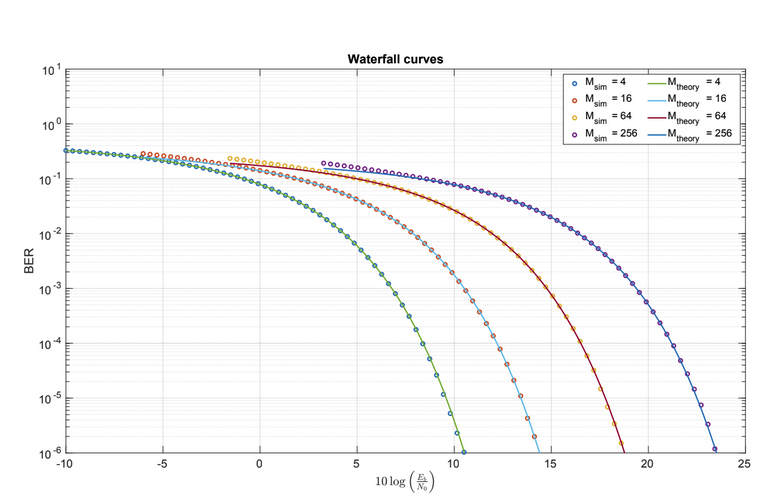 Waterfall curves
10^1
10^0
10^-1
10^-2
10^-3
10^-4
10^-5
10^-6
BER
M_sim = 4 M_theory = 4
M_sim = 16 M_theory = 16
M_sim = 64 M_theory = 64
M_sim = 256 M_theory = 256
-10 -5 0 5 10 15 20 25
10 log (E_b/N_0)